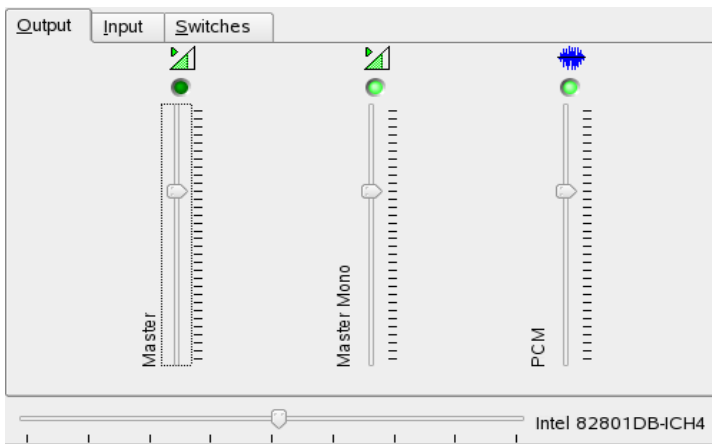 Output Input Switches
Master
Master Mono
PCM
Intel 82801DB-ICH4